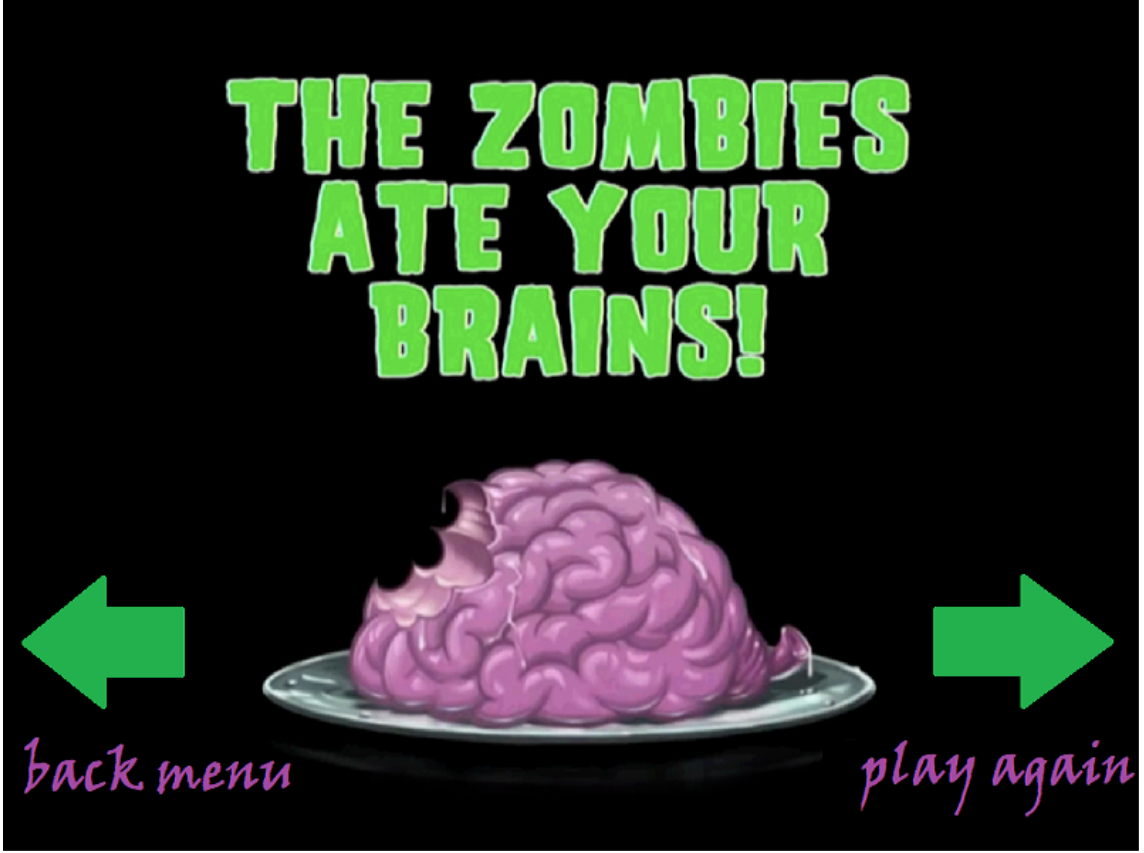 THE ZOMBIES
ATE YOUR
BRAINS!
back menu
play again